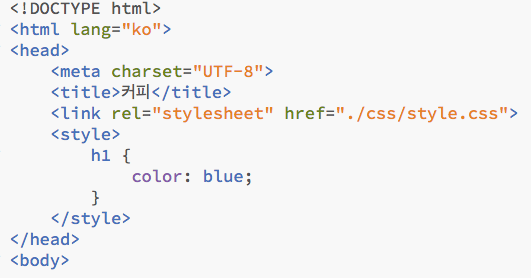 <!DOCTYPE html>
<html lang="ko">
<head>
    <meta charset="UTF-8">
    <title>커피</title>
    <link rel="stylesheet" href="./css/style.css">
    <style>
        h1 {
            color: blue;
        }
    </style>
</head>
<body>